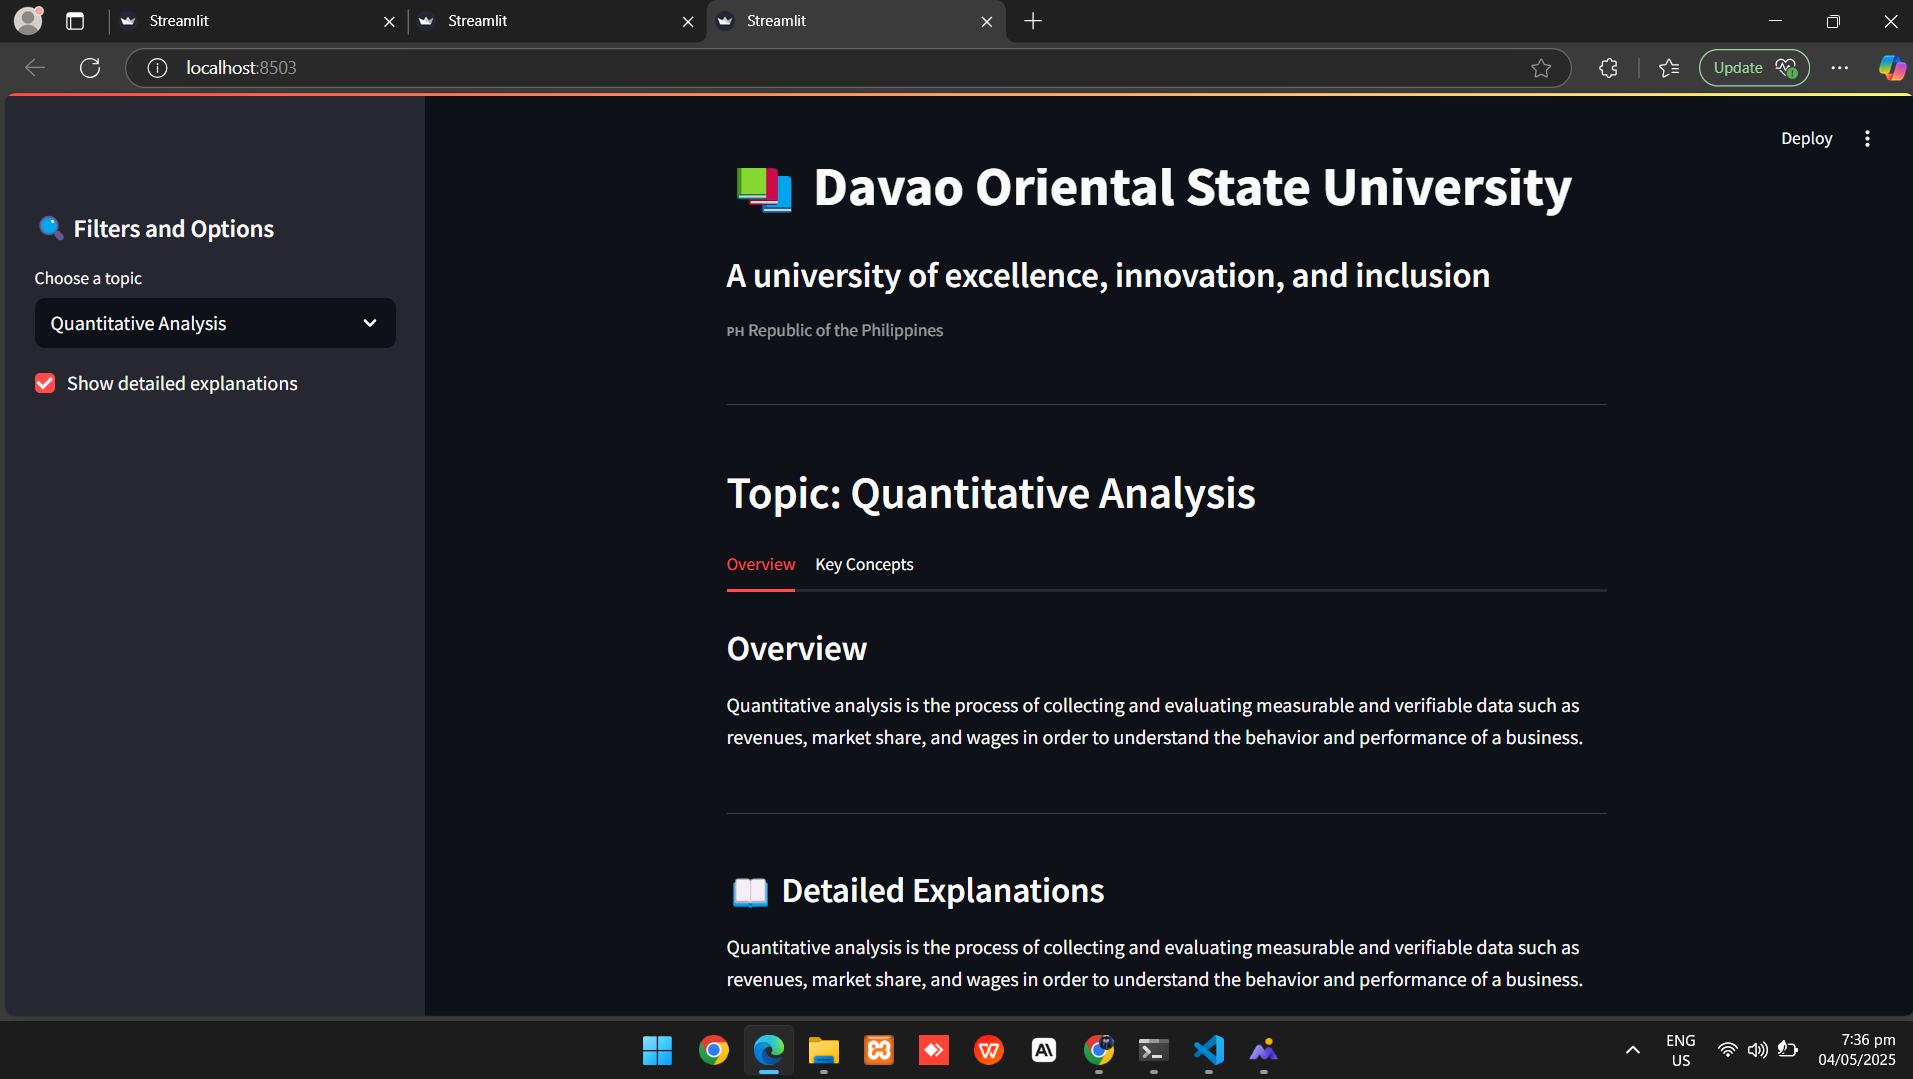 Streamlit
Streamlit
Streamlit
localhost:8503
Update
Deploy
Filters and Options
Choose a topic
Quantitative Analysis
Show detailed explanations
Davao Oriental State University
A university of excellence, innovation, and inclusion
PH Republic of the Philippines
Topic: Quantitative Analysis
Overview Key Concepts
Overview
Quantitative analysis is the process of collecting and evaluating measurable and verifiable data such as
revenues, market share, and wages in order to understand the behavior and performance of a business.
Detailed Explanations
Quantitative analysis is the process of collecting and evaluating measurable and verifiable data such as
revenues, market share, and wages in order to understand the behavior and performance of a business.
ENG
US
7:36 pm
04/05/2025